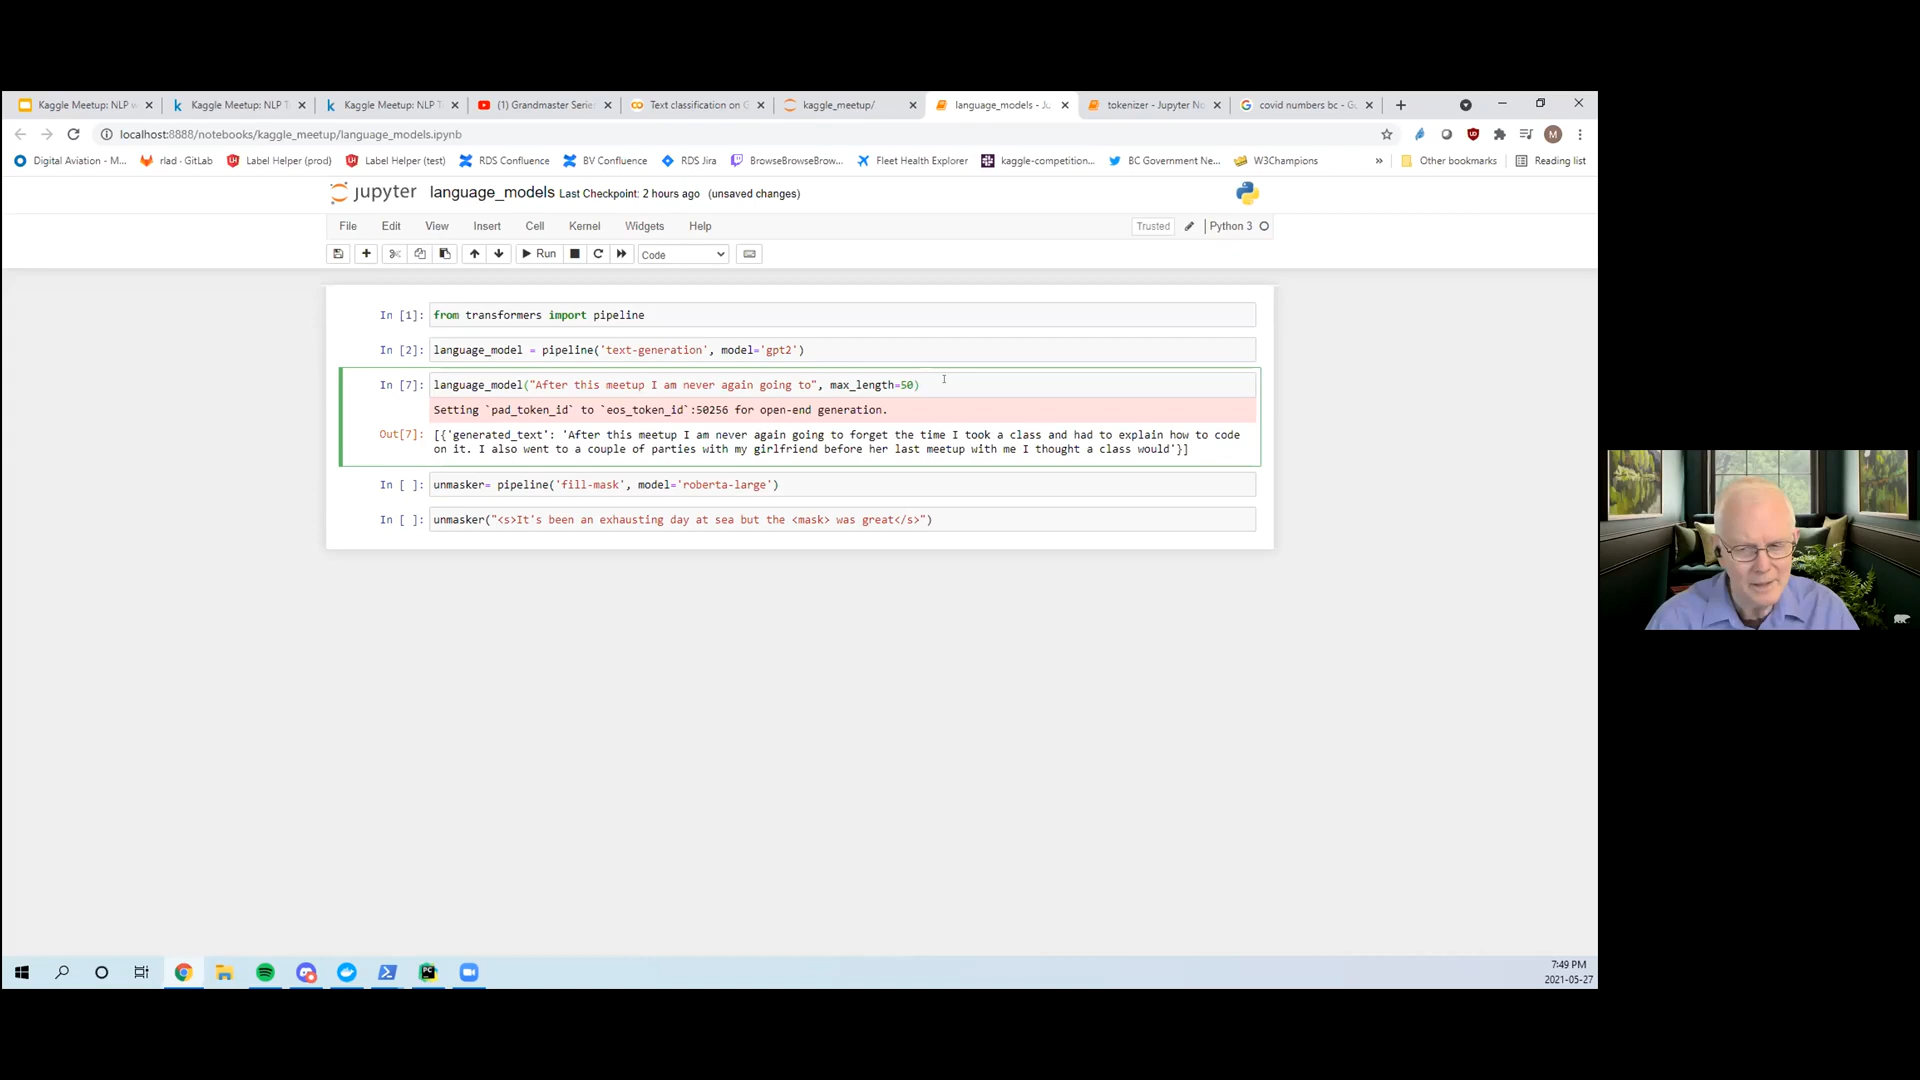 Kaggle Meetup: NLP w
Kaggle Meetup: NLP T
Kaggle Meetup: NLP T
(1) Grandmaster Serie
Text classification on G
kaggle_meetup/
language_models - Ju
tokenizer - Jupyter No
covid numbers bc - Go
localhost:8888/notebooks/kaggle_meetup/language_models.ipynb
M
Digital Aviation - M...
rlad · GitLab
Label Helper (prod)
Label Helper (test)
RDS Confluence
BV Confluence
RDS Jira
BrowseBrowseBrow...
Fleet Health Explorer
kaggle-competition...
BC Government Ne...
W3Champions
»
Other bookmarks
Reading list
jupyter language_models Last Checkpoint: 2 hours ago (unsaved changes)
File Edit View Insert Cell Kernel Widgets Help
Trusted
Python 3
Run
Code
In [1]: from transformers import pipeline
In [2]: language_model = pipeline('text-generation', model='gpt2')
In [7]: language_model("After this meetup I am never again going to", max_length=50)
Setting `pad_token_id` to `eos_token_id`:50256 for open-end generation.
Out[7]: [{'generated_text': 'After this meetup I am never again going to forget the time I took a class and had to explain how to code
on it. I also went to a couple of parties with my girlfriend before her last meetup with me I thought a class would'}]
In [ ]: unmasker= pipeline('fill-mask', model='roberta-large')
In [ ]: unmasker("<s>It's been an exhausting day at sea but the <mask> was great</s>")
PC
7:49 PM
2021-05-27